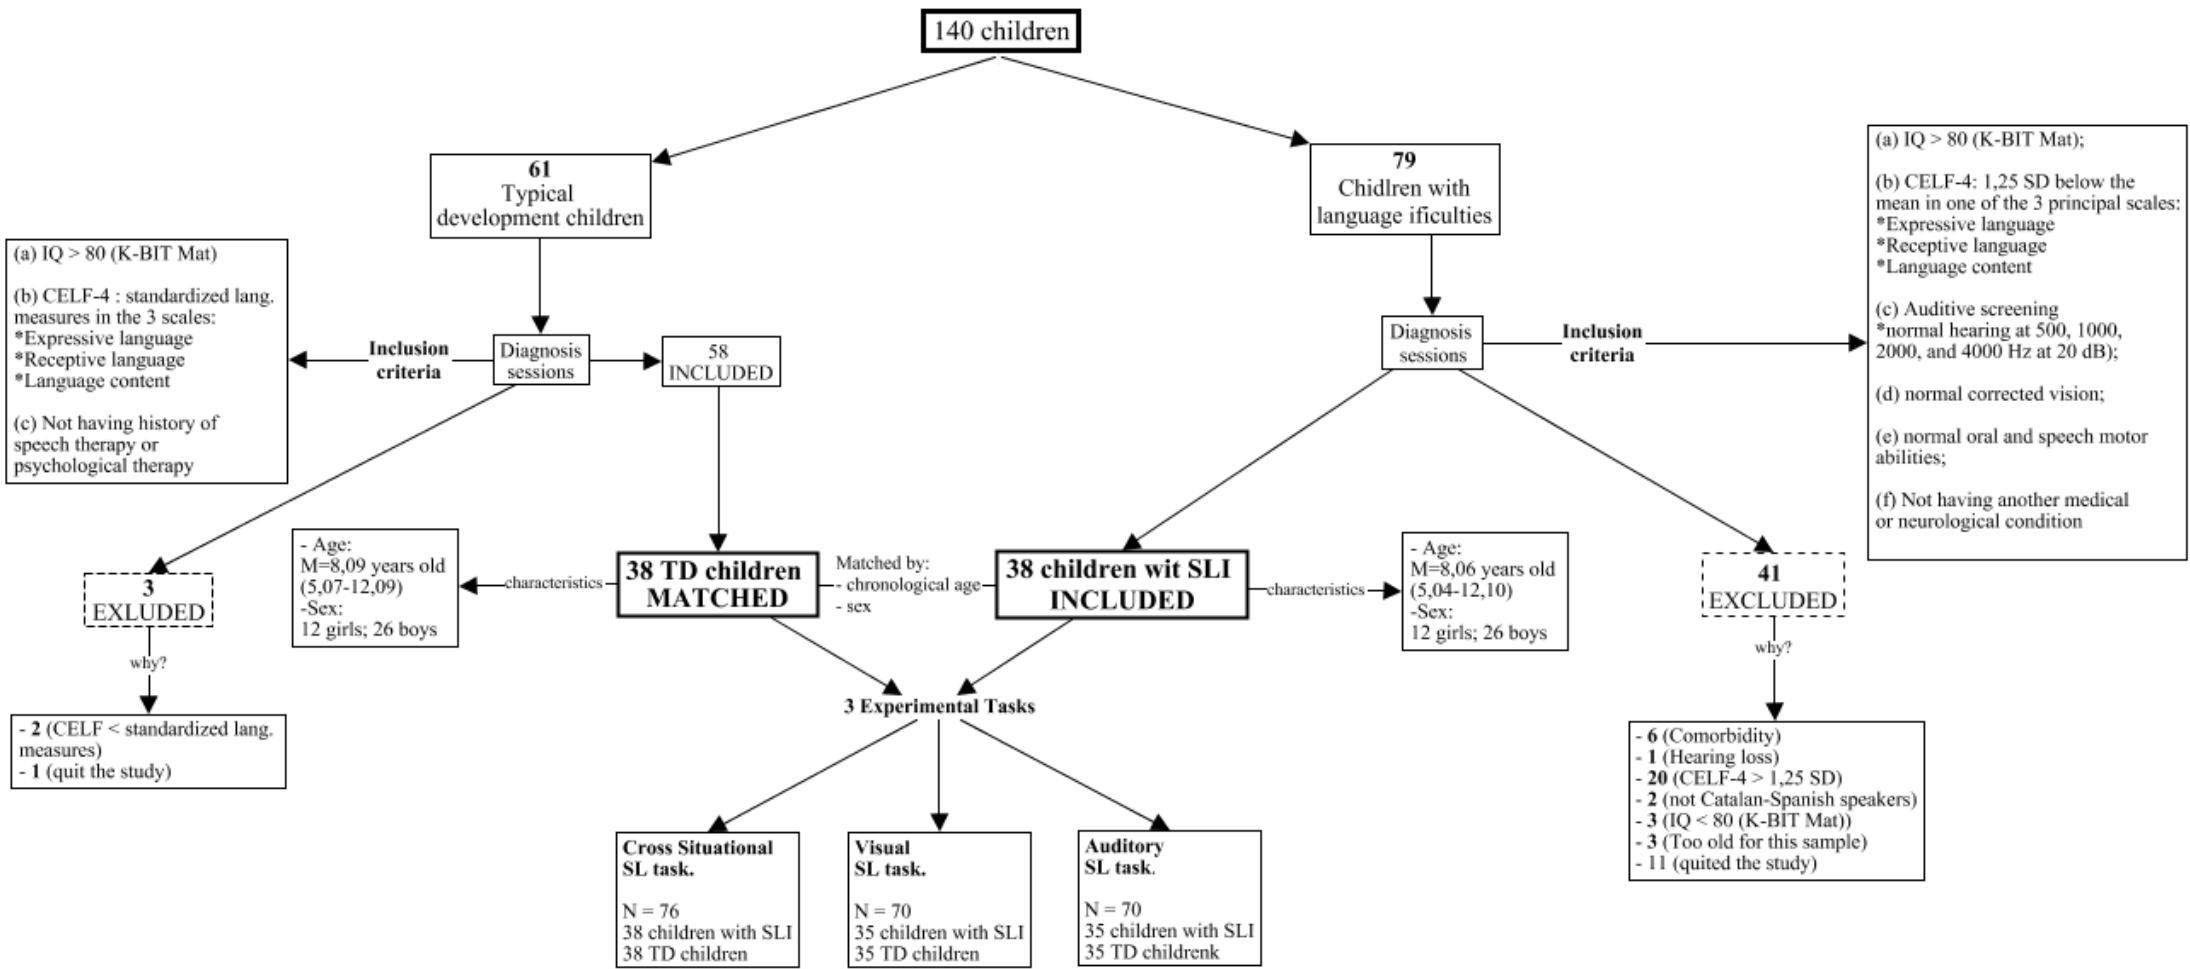 140 children
61
Typical
development children
79
Chidlren with
language ificulties
(a) IQ > 80 (K-BIT Mat)
(b) CELF-4 : standardized lang.
measures in the 3 scales:
*Expressive language
*Receptive language
*Language content
(c) Not having history of
speech therapy or
psychological therapy
Inclusion
criteria
Diagnosis
sessions
58
INCLUDED
Diagnosis
sessions
Inclusion
criteria
(a) IQ > 80 (K-BIT Mat);
(b) CELF-4: 1,25 SD below the
mean in one of the 3 principal scales:
*Expressive language
*Receptive language
*Language content
(c) Auditive screening
*normal hearing at 500, 1000,
2000, and 4000 Hz at 20 dB);
(d) normal corrected vision;
(e) normal oral and speech motor
abilities;
(f) Not having another medical
or neurological condition
3
EXLUDED
why?
- 2 (CELF < standardized lang.
measures)
- 1 (quit the study)
- Age:
M=8,09 years old
(5,07-12,09)
-Sex:
12 girls; 26 boys
characteristics
38 TD children
MATCHED
Matched by:
- chronological age
- sex
38 children wit SLI
INCLUDED
characteristics
- Age:
M=8,06 years old
(5,04-12,10)
-Sex:
12 girls; 26 boys
41
EXCLUDED
why?
- 6 (Comorbidity)
- 1 (Hearing loss)
- 20 (CELF-4 > 1,25 SD)
- 2 (not Catalan-Spanish speakers)
- 3 (IQ < 80 (K-BIT Mat))
- 3 (Too old for this sample)
- 11 (quited the study)
3 Experimental Tasks
Cross Situational
SL task.
N = 76
38 children with SLI
38 TD children
Visual
SL task.
N = 70
35 children with SLI
35 TD children
Auditory
SL task.
N = 70
35 children with SLI
35 TD childrenk